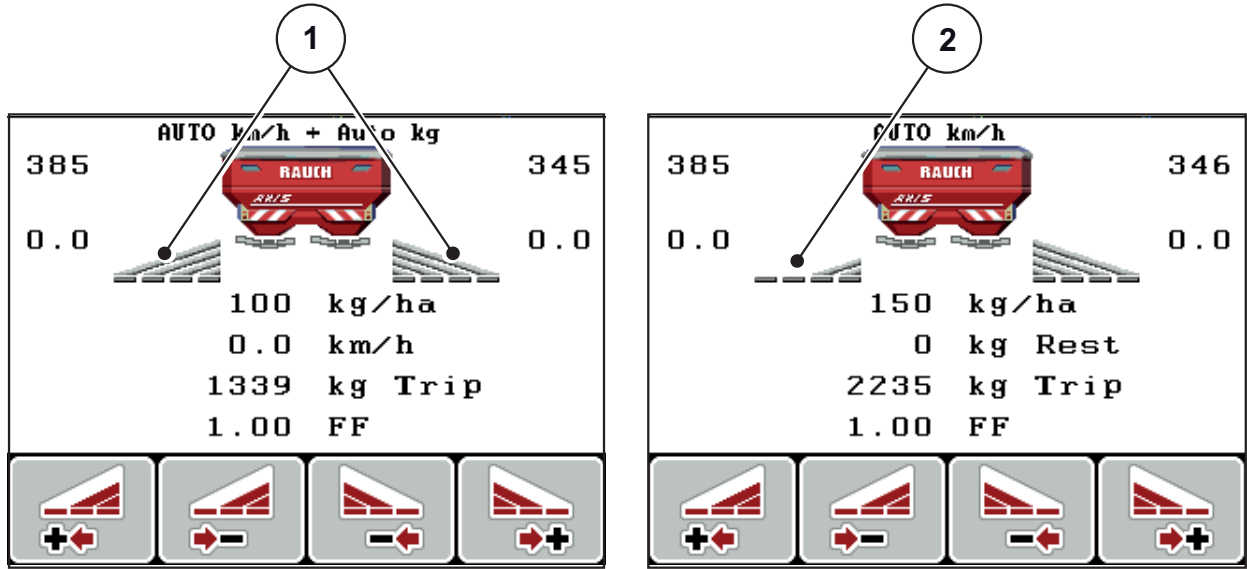 1
2
AUTO km/h + Auto kg
385
345
RAUCH
AXIS
0.0
0.0
100 kg/ha
0.0 km/h
1339 kg Trip
1.00 FF
AUTO km/h
385
346
RAUCH
AXIS
0.0
0.0
150 kg/ha
0 kg Rest
2235 kg Trip
1.00 FF